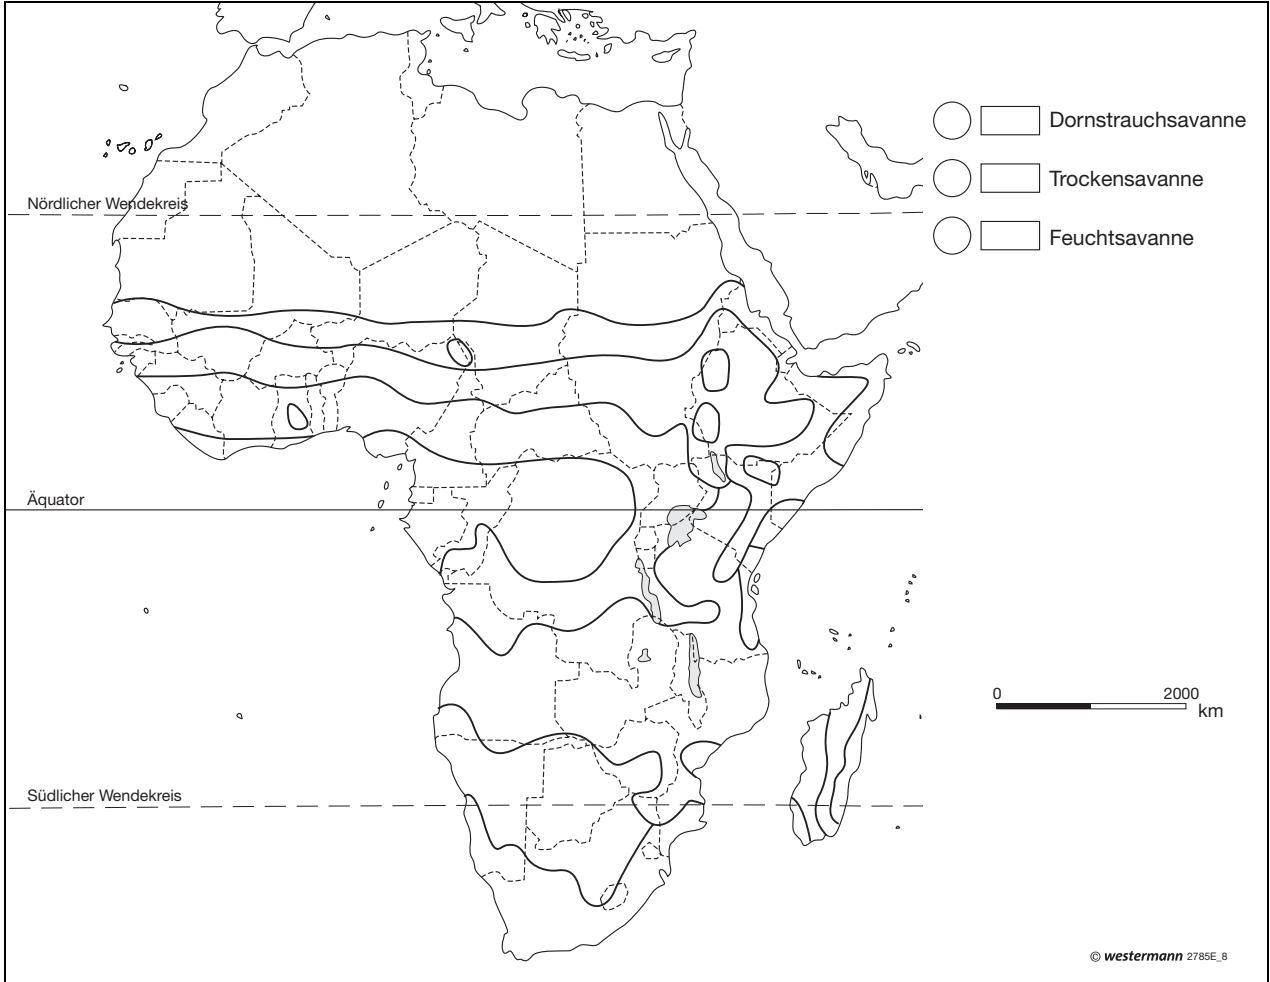 Dornstrauchsavanne
Trockensavanne
Nördlicher Wendekreis
Feuchtsavanne
Äquator
0 2000
km
Südlicher Wendekreis
© westermann 2785E_8